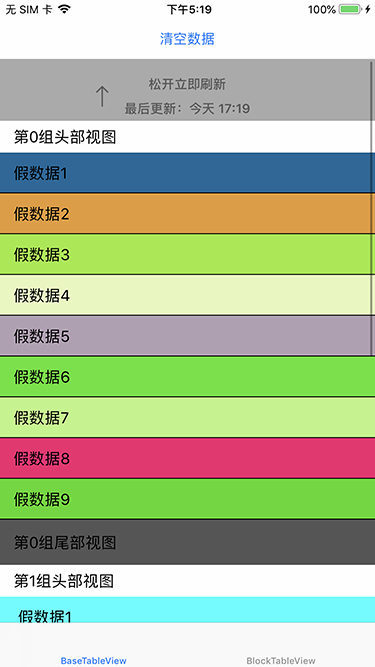 无 SIM 卡 下午5:19 100%
清空数据
松开立即刷新
最后更新：今天 17:19
第0组头部视图
假数据1
假数据2
假数据3
假数据4
假数据5
假数据6
假数据7
假数据8
假数据9
第0组尾部视图
第1组头部视图
假数据1
BaseTableView BlockTableView